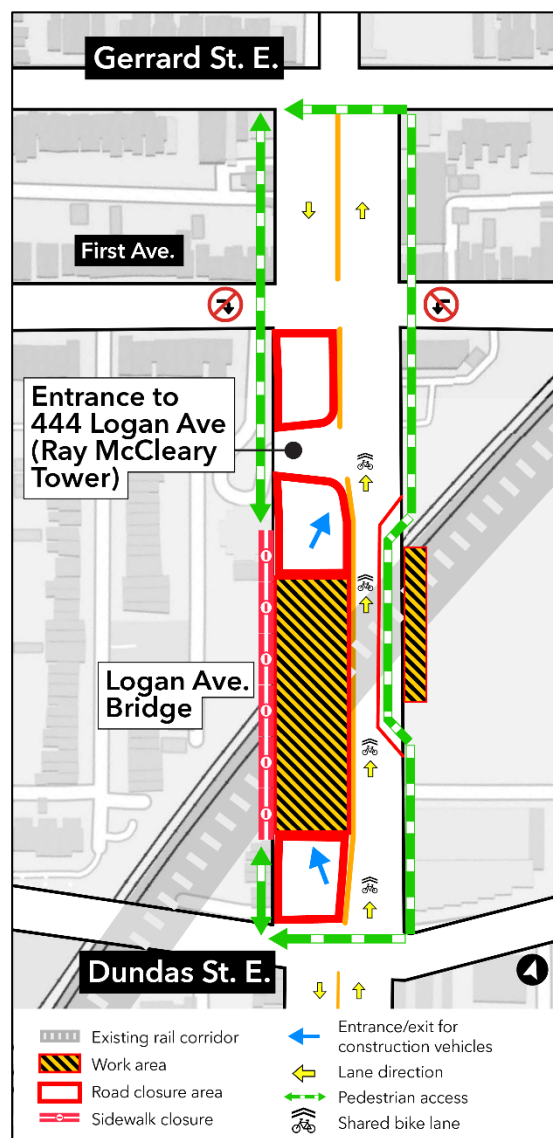 Gerrard St. E.
First Ave.
Entrance to
444 Logan Ave
(Ray McCleary
Tower)
Logan Ave.
Bridge
Dundas St. E.
Existing rail corridor
Work area
Road closure area
Sidewalk closure
Entrance/exit for
construction vehicles
Lane direction
Pedestrian access
Shared bike lane